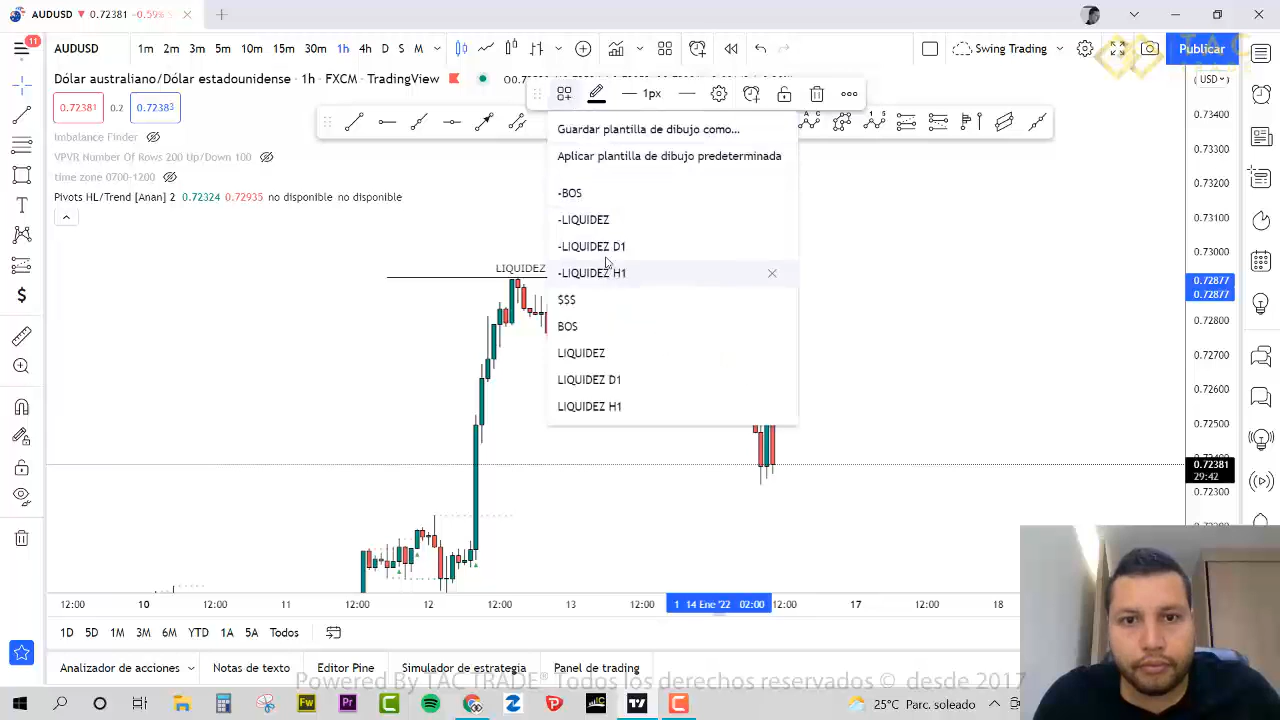 AUDUSD 0.72381 -0.59%
11
AUDUSD 1m 2m 3m 5m 10m 15m 30m 1h 4h D S M
Swing Trading
Publicar
Dólar australiano/Dólar estadounidense · 1h · FXCM · TradingView
0.72381 0.2 0.72383
1px
USD
Imbalance Finder
VPVR Number Of Rows 200 Up/Down 100
time zone 0700-1200
Pivots HL/Trend [Anan] 2 0.72324 0.72935 no disponible no disponible
Guardar plantilla de dibujo como...
Aplicar plantilla de dibujo predeterminada
-BOS
-LIQUIDEZ
-LIQUIDEZ D1
-LIQUIDEZ H1
$$$
BOS
LIQUIDEZ
LIQUIDEZ D1
LIQUIDEZ H1
LIQUIDEZ
0.73400
0.73300
0.73200
0.73100
0.73000
0.72877
0.72877
0.72800
0.72700
0.72600
0.72500
0.72381
29:42
0.72300
12:00 10 12:00 11 12:00 12 12:00 13 12:00 1 14 Ene '22 02:00 12:00 17 12:00 18
1D 5D 1M 3M 6M YTD 1A 5A Todos
Analizador de acciones Notas de texto Editor Pine Simulador de estrategia Panel de trading
Powered By TAC TRADE® Todos los derechos reservados © desde 2017
25°C Parc. soleado